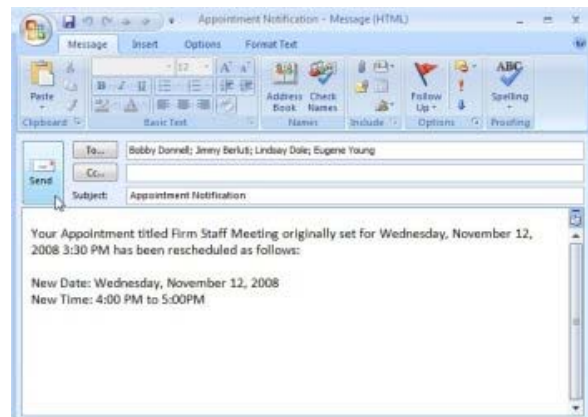 Appointment Notification - Message (HTML)
Message Insert Options Format Text
Paste
B I U
Address Book Check Names
Follow Up
ABC Spelling
Clipboard Basic Text Names Include Options Proofing
Send
To... Bobby Donnell; Jimmy Berluti; Lindsay Dole; Eugene Young
Cc...
Subject: Appointment Notification
Your Appointment titled Firm Staff Meeting originally set for Wednesday, November 12,
2008 3:30 PM has been rescheduled as follows:
New Date: Wednesday, November 12, 2008
New Time: 4:00 PM to 5:00PM